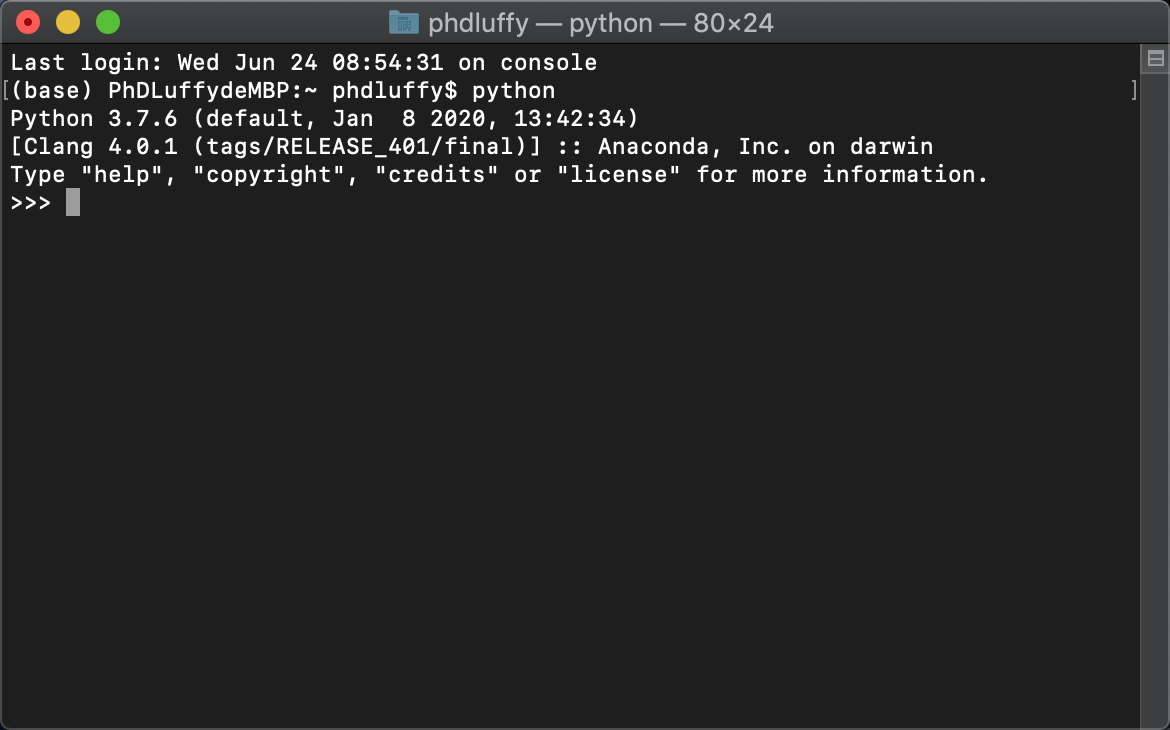 phdluffy — python — 80×24
Last login: Wed Jun 24 08:54:31 on console
[(base) PhDLuffydeMBP:~ phdluffy$ python ]
Python 3.7.6 (default, Jan  8 2020, 13:42:34)
[Clang 4.0.1 (tags/RELEASE_401/final)] :: Anaconda, Inc. on darwin
Type "help", "copyright", "credits" or "license" for more information.
>>>